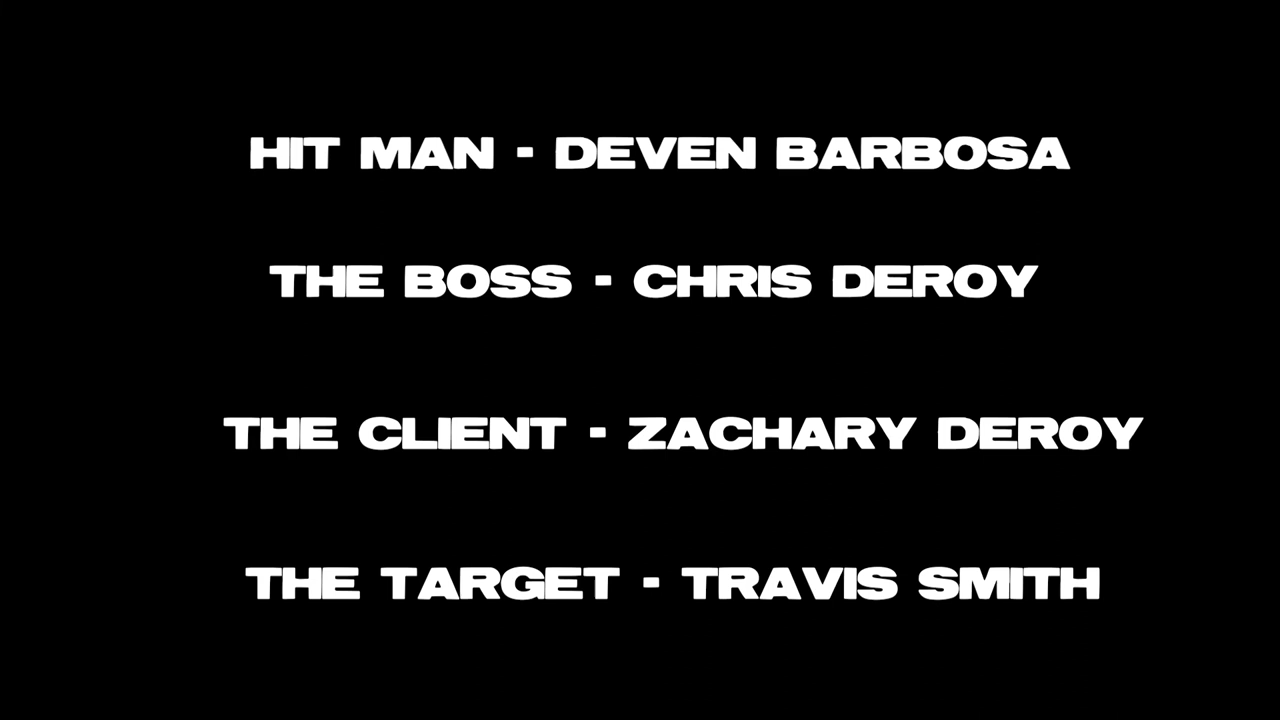 HIT MAN - DEVEN BARBOSA
THE BOSS - CHRIS DEROY
THE CLIENT - ZACHARY DEROY
THE TARGET - TRAVIS SMITH